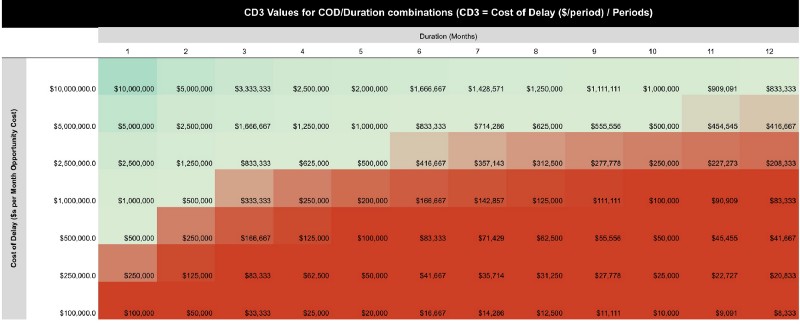 CD3 Values for COD/Duration combinations (CD3 = Cost of Delay ($/period) / Periods)
Duration (Months)
1 2 3 4 5 6 7 8 9 10 11 12
Cost of Delay ($s per Month Opportunity Cost)
$10,000,000.0 $10,000,000 $5,000,000 $3,333,333 $2,500,000 $2,000,000 $1,666,667 $1,428,571 $1,250,000 $1,111,111 $1,000,000 $909,091 $833,333
$5,000,000.0 $5,000,000 $2,500,000 $1,666,667 $1,250,000 $1,000,000 $833,333 $714,286 $625,000 $555,556 $500,000 $454,545 $416,667
$2,500,000.0 $2,500,000 $1,250,000 $833,333 $625,000 $500,000 $416,667 $357,143 $312,500 $277,778 $250,000 $227,273 $208,333
$1,000,000.0 $1,000,000 $500,000 $333,333 $250,000 $200,000 $166,667 $142,857 $125,000 $111,111 $100,000 $90,909 $83,333
$500,000.0 $500,000 $250,000 $166,667 $125,000 $100,000 $83,333 $71,429 $62,500 $55,556 $50,000 $45,455 $41,667
$250,000.0 $250,000 $125,000 $83,333 $62,500 $50,000 $41,667 $35,714 $31,250 $27,778 $25,000 $22,727 $20,833
$100,000.0 $100,000 $50,000 $33,333 $25,000 $20,000 $16,667 $14,286 $12,500 $11,111 $10,000 $9,091 $8,333